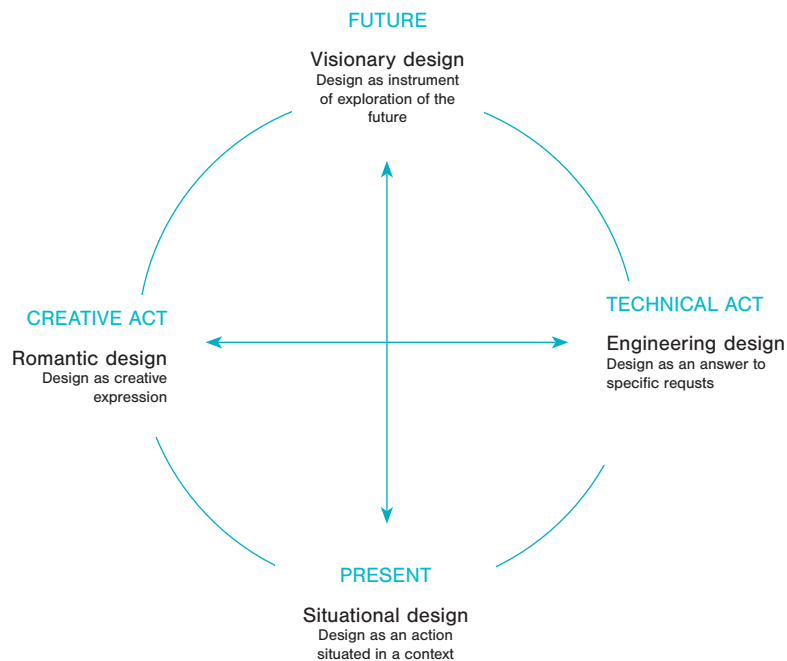 FUTURE
Visionary design
Design as instrument
of exploration of the
future
CREATIVE ACT
Romantic design
Design as creative
expression
TECHNICAL ACT
Engineering design
Design as an answer to
specific requsts
PRESENT
Situational design
Design as an action
situated in a context